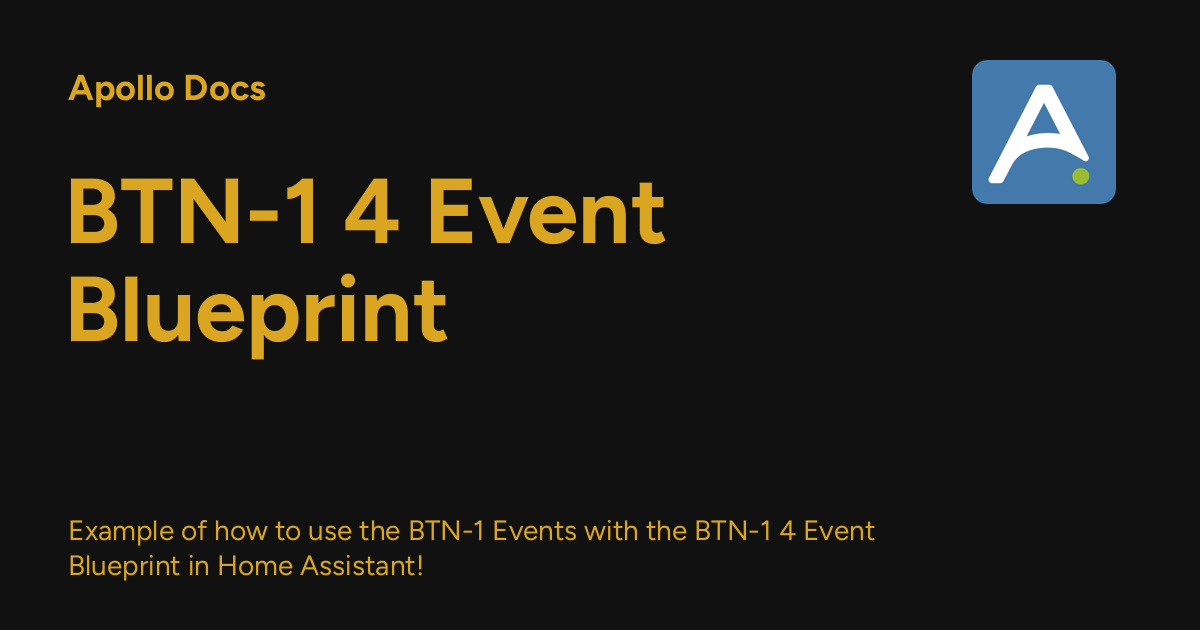 Apollo Docs
BTN-1 4 Event
Blueprint
Example of how to use the BTN-1 Events with the BTN-1 4 Event
Blueprint in Home Assistant!